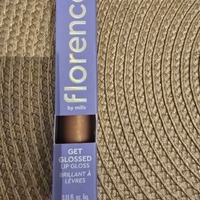 florence
by mills
GET
GLOSSED
LIP GLOSS
BRILLANT À
LÈVRES